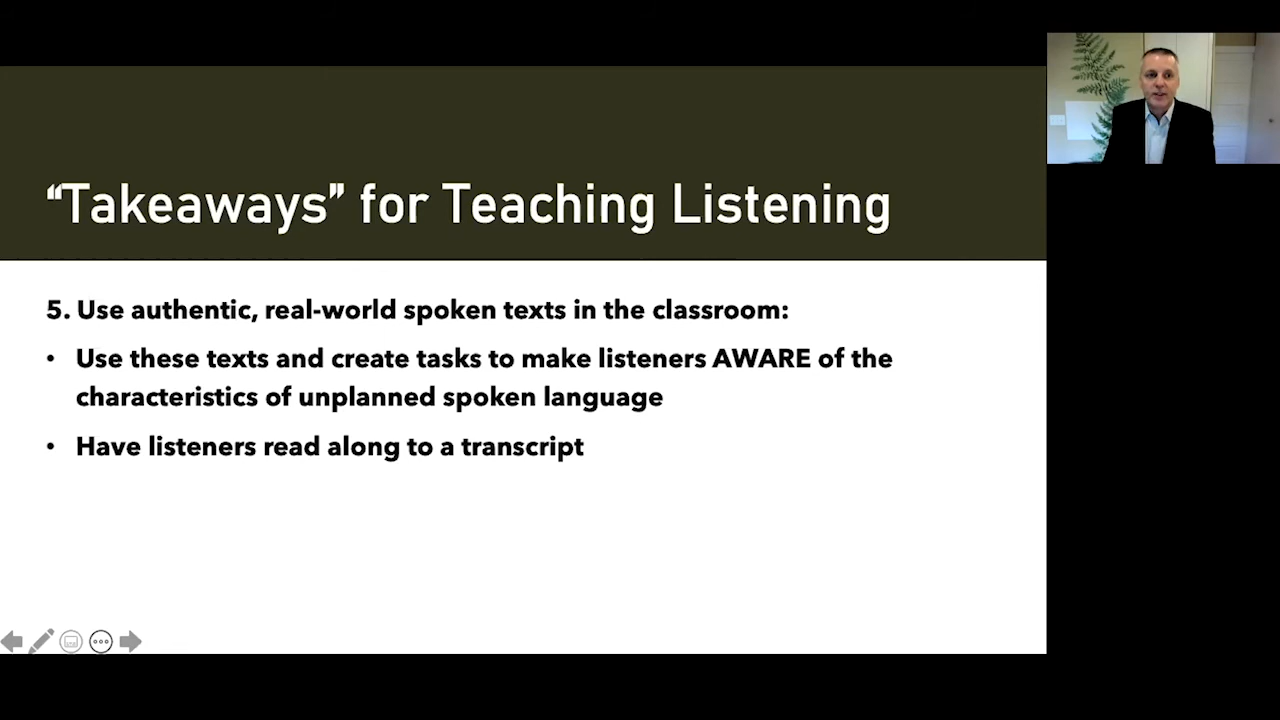 “Takeaways” for Teaching Listening
5. Use authentic, real-world spoken texts in the classroom:
• Use these texts and create tasks to make listeners AWARE of the
characteristics of unplanned spoken language
• Have listeners read along to a transcript